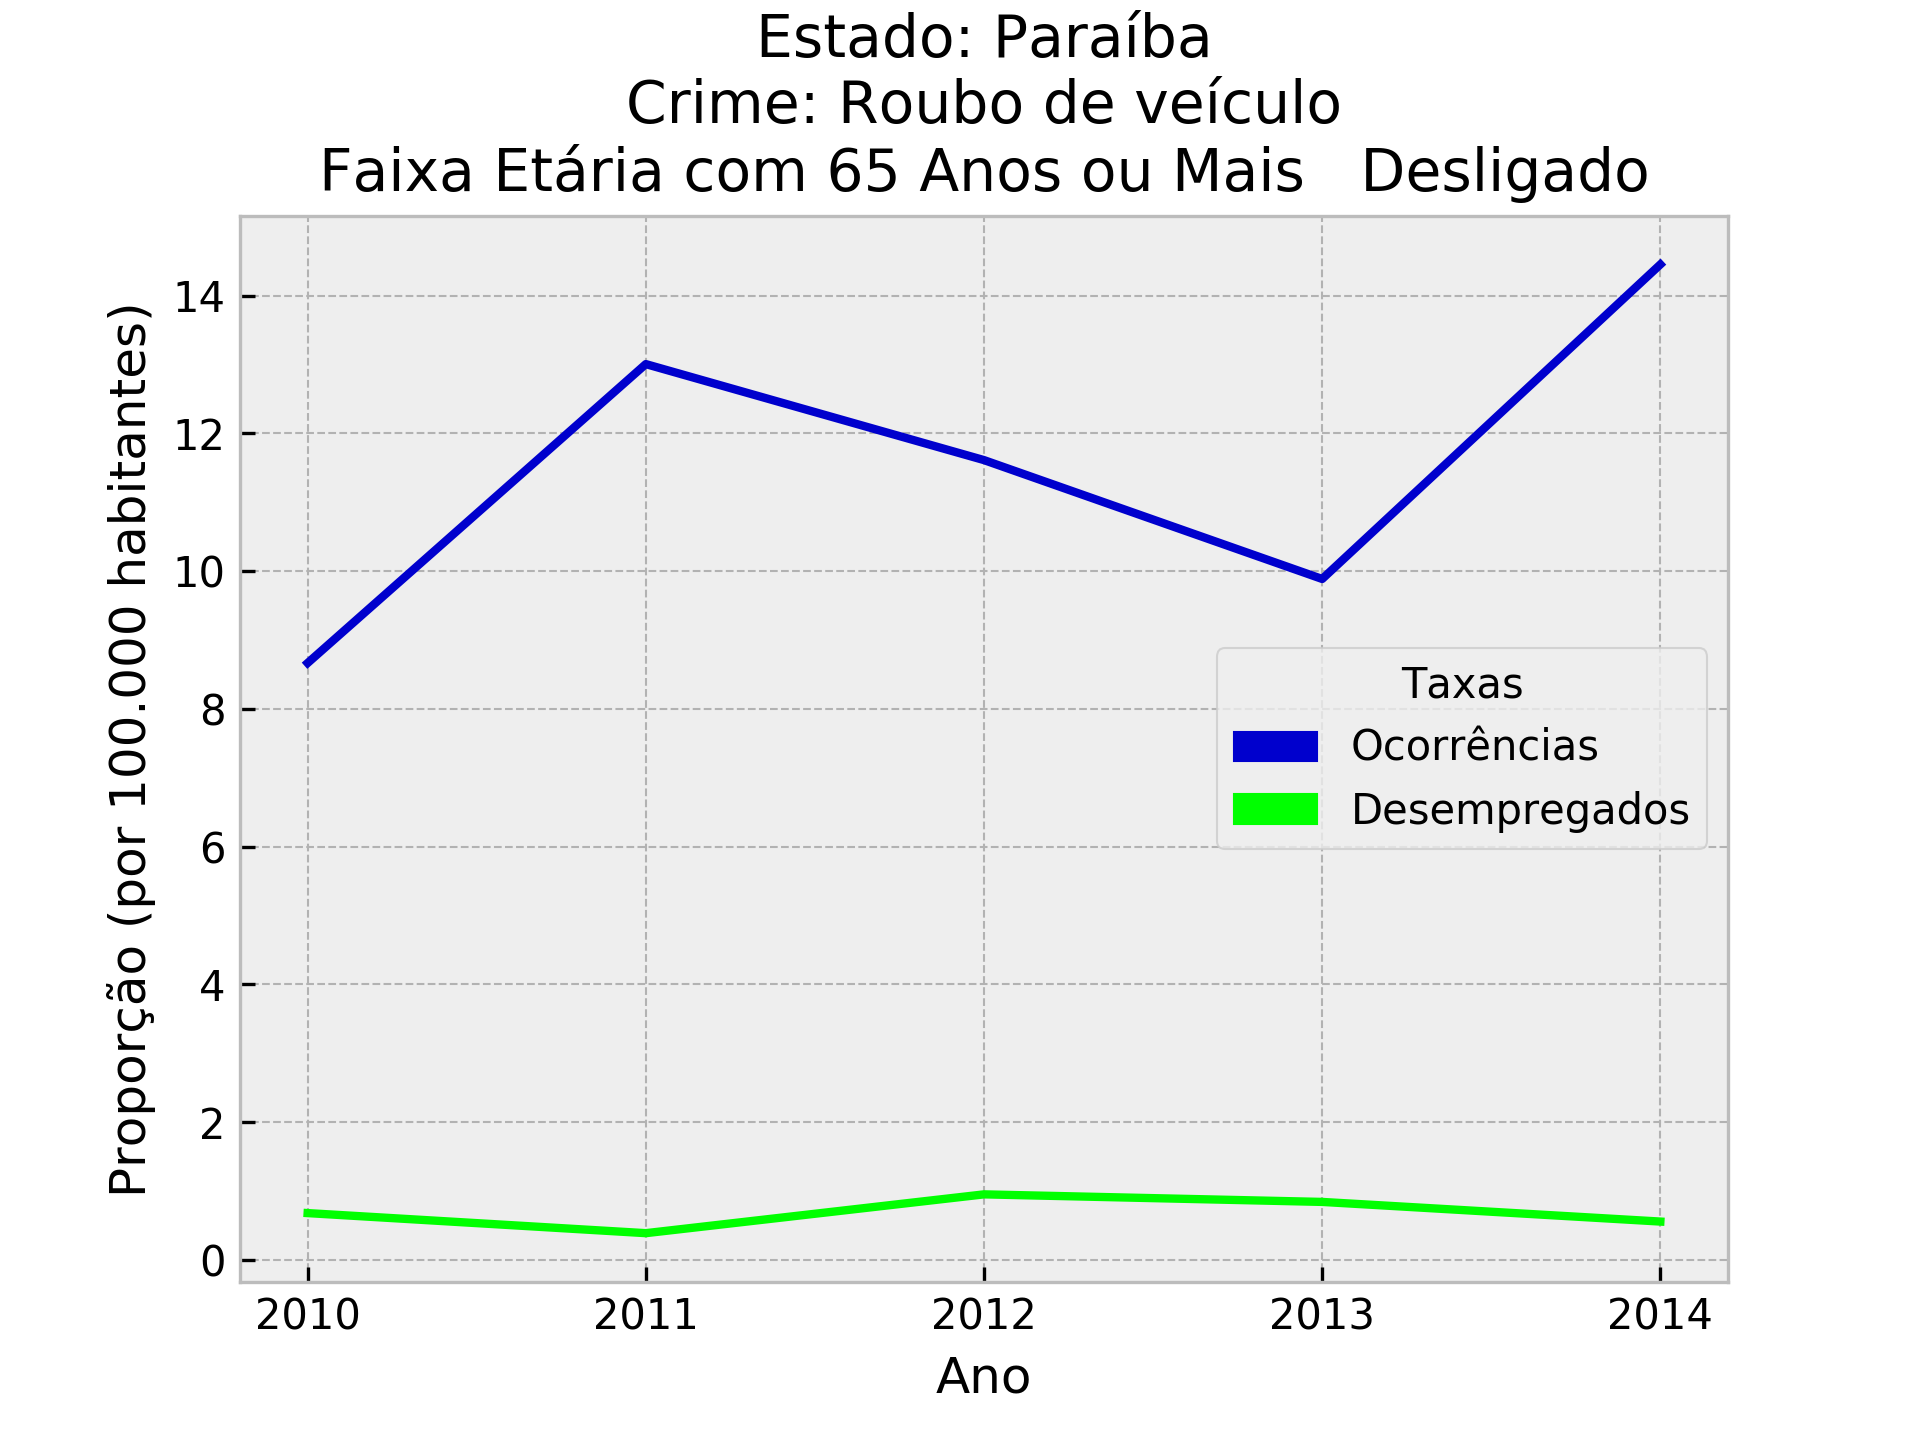 Estado: Paraíba
Crime: Roubo de veículo
Faixa Etária com 65 Anos ou Mais   Desligado
Proporção (por 100.000 habitantes)
14
12
10
8
6
4
2
0
Taxas
Ocorrências
Desempregados
2010 2011 2012 2013 2014
Ano